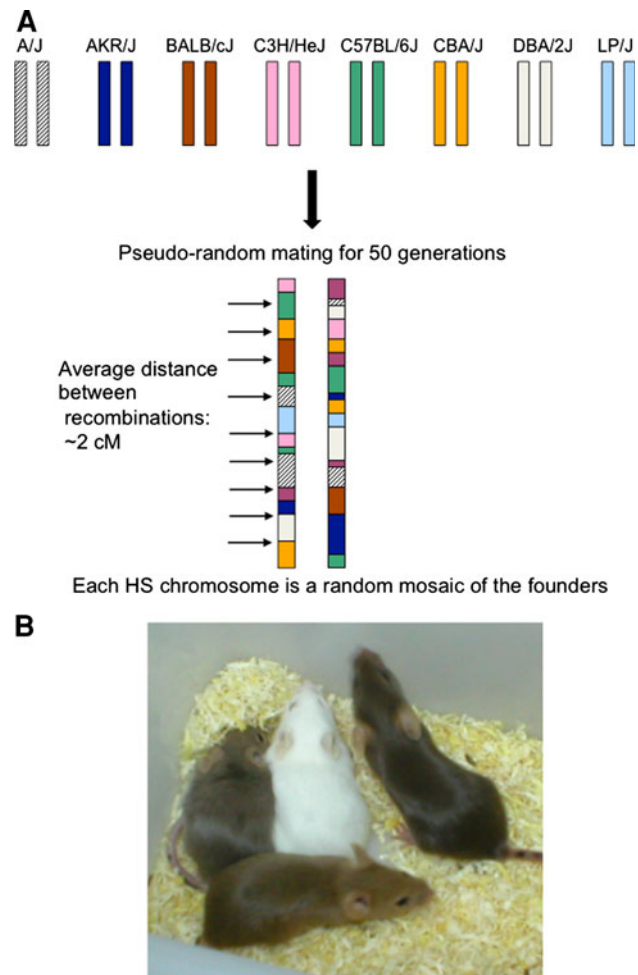 A
A/J AKR/J BALB/cJ C3H/HeJ C57BL/6J CBA/J DBA/2J LP/J
Pseudo-random mating for 50 generations
Average distance
between
recombinations:
~2 cM
Each HS chromosome is a random mosaic of the founders
B